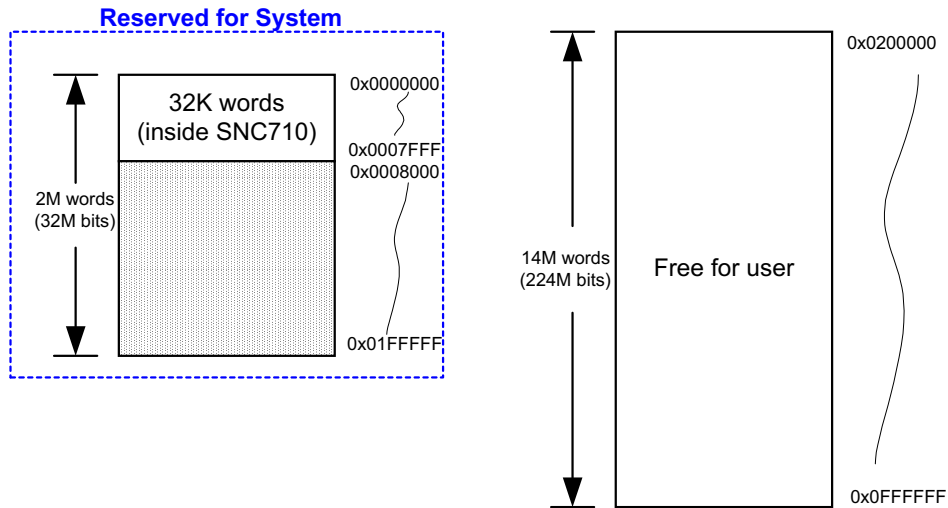 Reserved for System
32K words
(inside SNC710)
0x0000000
0x0007FFF
0x0008000
2M words
(32M bits)
0x01FFFFF
0x0200000
14M words
(224M bits)
Free for user
0x0FFFFFF